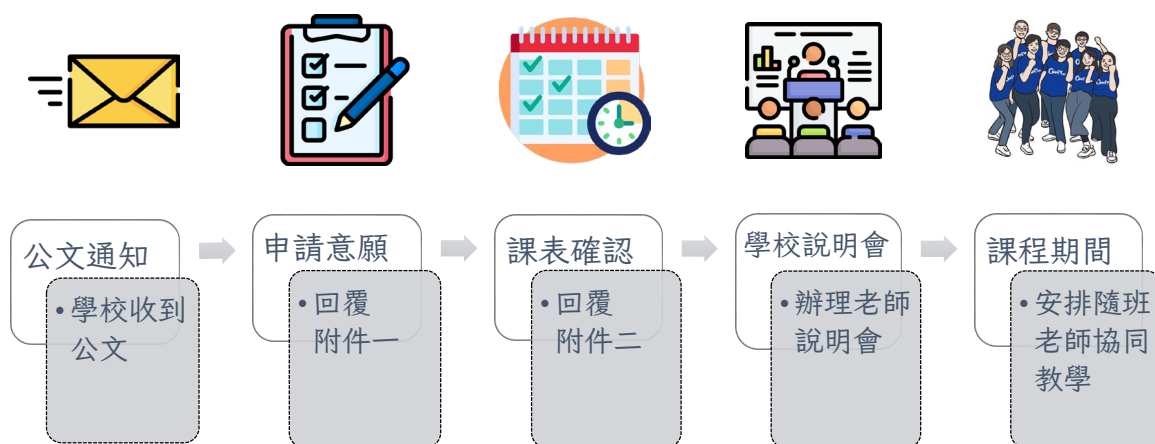 公文通知
• 學校收到
公文
申請意願
• 回覆
附件一
課表確認
• 回覆
附件二
學校說明會
• 辦理老師
說明會
課程期間
• 安排隨班
老師協同
教學